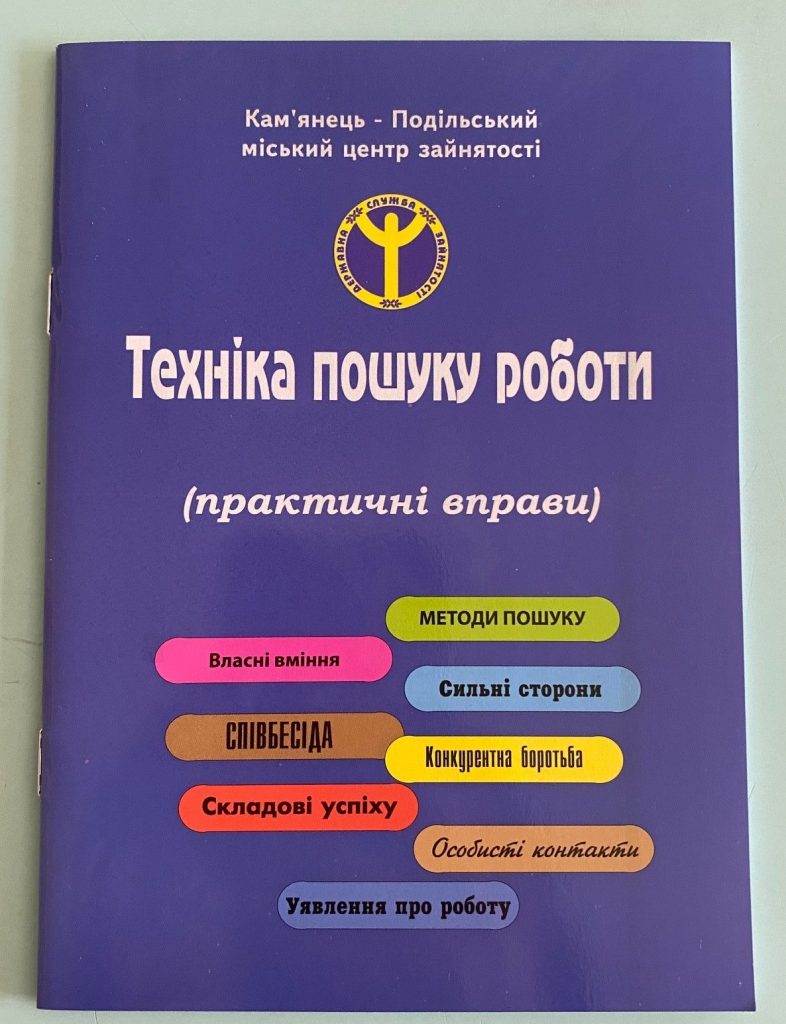 Кам'янець - Подільський
міський центр зайнятості
ДЕРЖАВНА СЛУЖБА ЗАЙНЯТОСТІ
Техніка пошуку роботи
(практичні вправи)
МЕТОДИ ПОШУКУ
Власні вміння
Сильні сторони
СПІВБЕСІДА
Конкурентна боротьба
Складові успіху
Особисті контакти
Уявлення про роботу